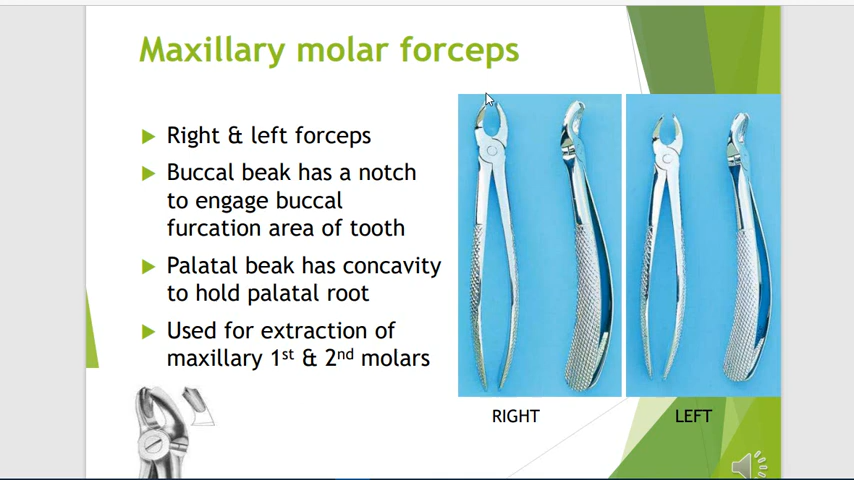 Maxillary molar forceps
Right & left forceps
Buccal beak has a notch
to engage buccal
furcation area of tooth
Palatal beak has concavity
to hold palatal root
Used for extraction of
maxillary 1st & 2nd molars
RIGHT
LEFT